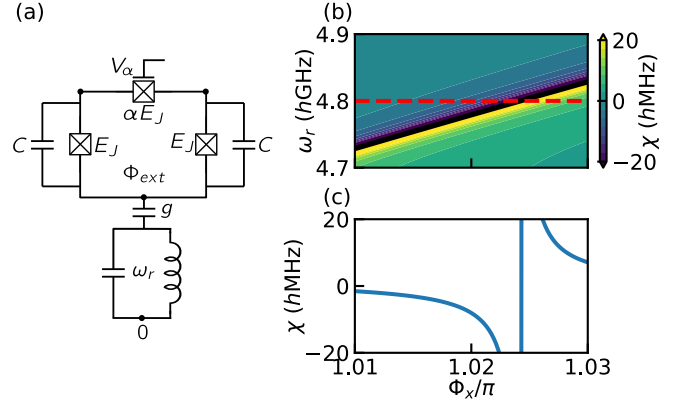 (a)
V_α
αE_J
C
E_J
E_J
C
Φ_ext
g
ω_r
0
(b)
4.9
4.8
4.7
ω_r (hGHz)
20
0
−20
χ (hMHz)
(c)
20
0
−20
χ (hMHz)
1.01
1.02
1.03
Φ_x/π